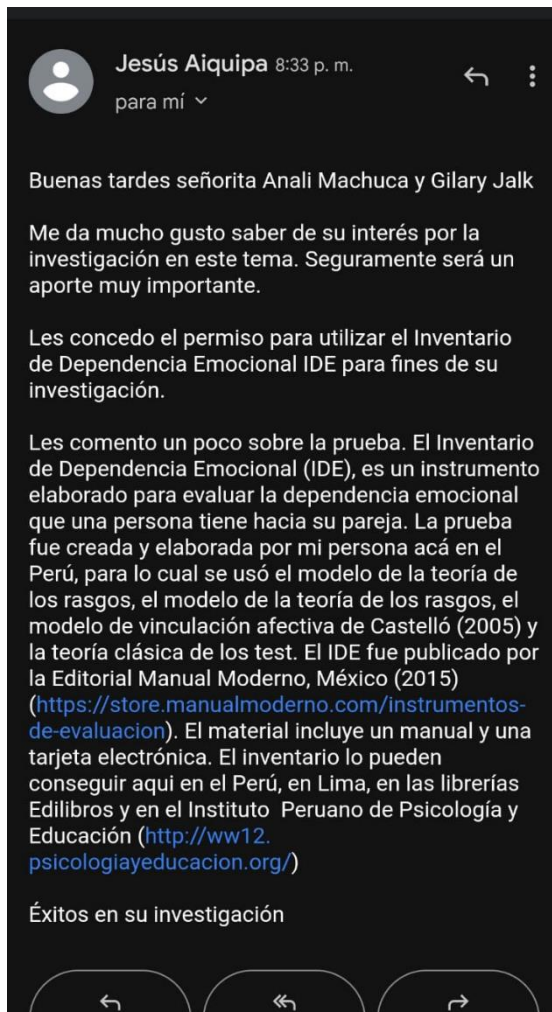 Jesús Aiquipa 8:33 p. m.
para mí
Buenas tardes señorita Anali Machuca y Gilary Jalk
Me da mucho gusto saber de su interés por la
investigación en este tema. Seguramente será un
aporte muy importante.
Les concedo el permiso para utilizar el Inventario
de Dependencia Emocional IDE para fines de su
investigación.
Les comento un poco sobre la prueba. El Inventario
de Dependencia Emocional (IDE), es un instrumento
elaborado para evaluar la dependencia emocional
que una persona tiene hacia su pareja. La prueba
fue creada y elaborada por mi persona acá en el
Perú, para lo cual se usó el modelo de la teoría de
los rasgos, el modelo de la teoría de los rasgos, el
modelo de vinculación afectiva de Castelló (2005) y
la teoría clásica de los test. El IDE fue publicado por
la Editorial Manual Moderno, México (2015)
(https://store.manualmoderno.com/instrumentos-
de-evaluacion). El material incluye un manual y una
tarjeta electrónica. El inventario lo pueden
conseguir aqui en el Perú, en Lima, en las librerías
Edilibros y en el Instituto Peruano de Psicología y
Educación (http://ww12.
psicologiayeducacion.org/)
Éxitos en su investigación